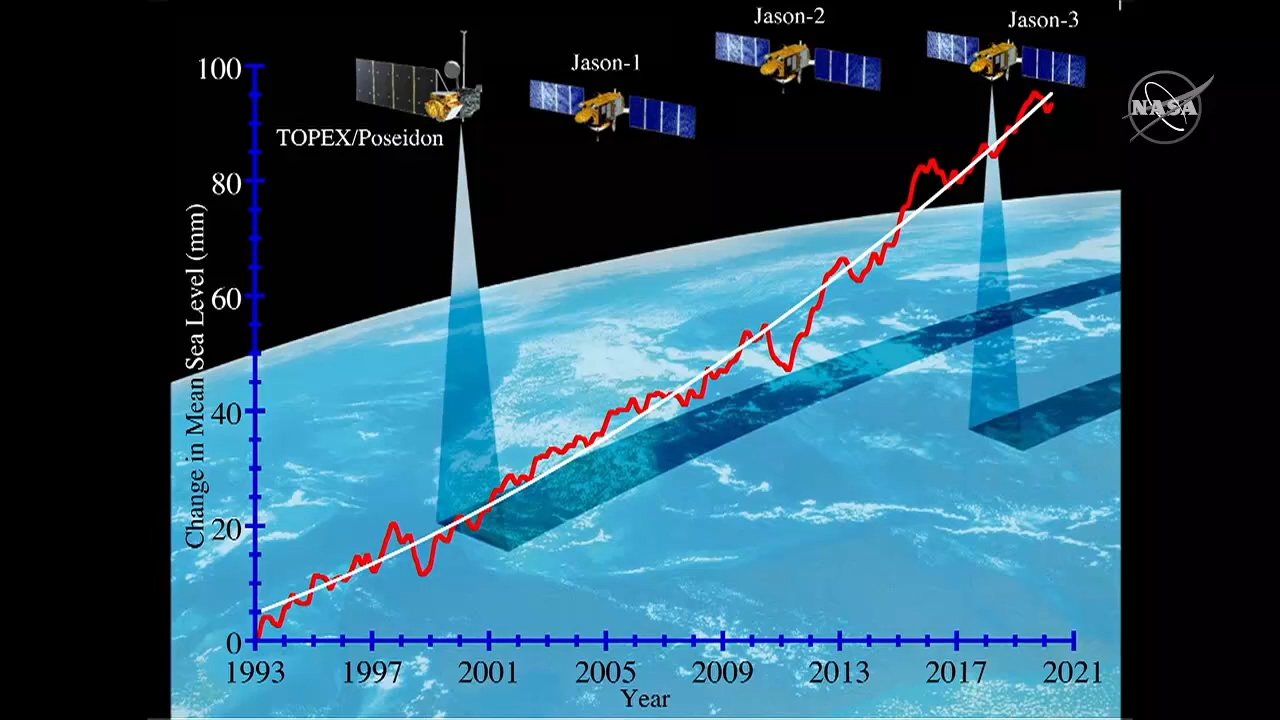 Jason-2
Jason-3
Jason-1
NASA
TOPEX/Poseidon
100
80
60
40
20
0
Change in Mean Sea Level (mm)
1993 1997 2001 2005 2009 2013 2017 2021
Year